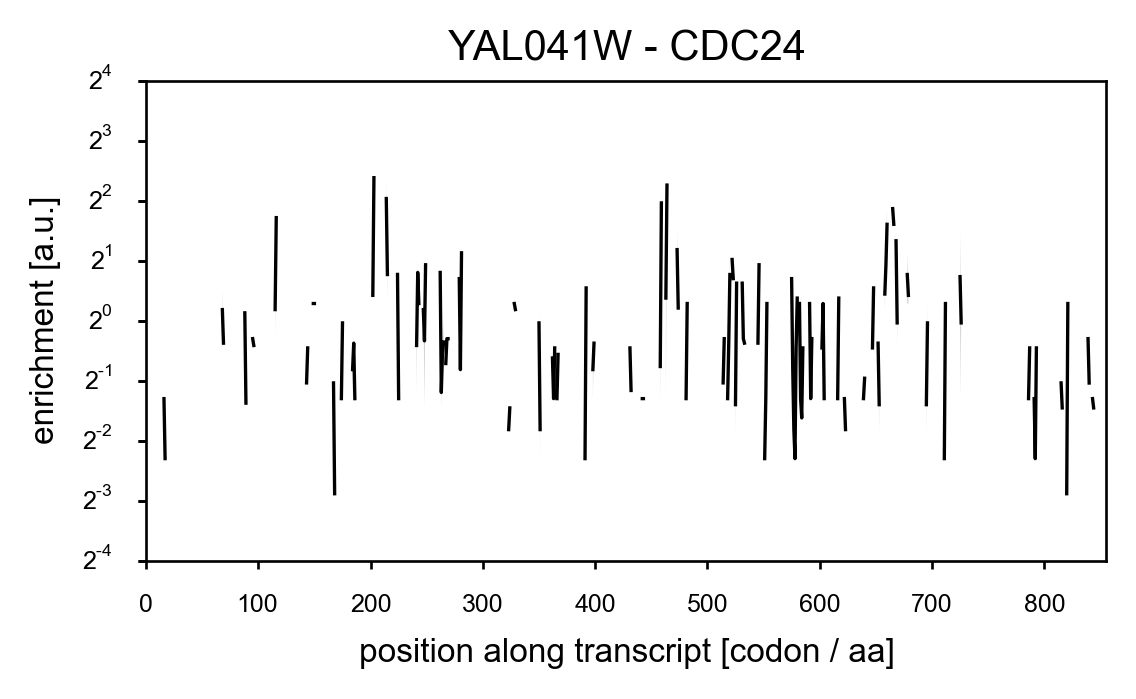 YAL041W - CDC24
2^4
2^3
2^2
2^1
2^0
2^-1
2^-2
2^-3
2^-4
enrichment [a.u.]
0 100 200 300 400 500 600 700 800
position along transcript [codon / aa]